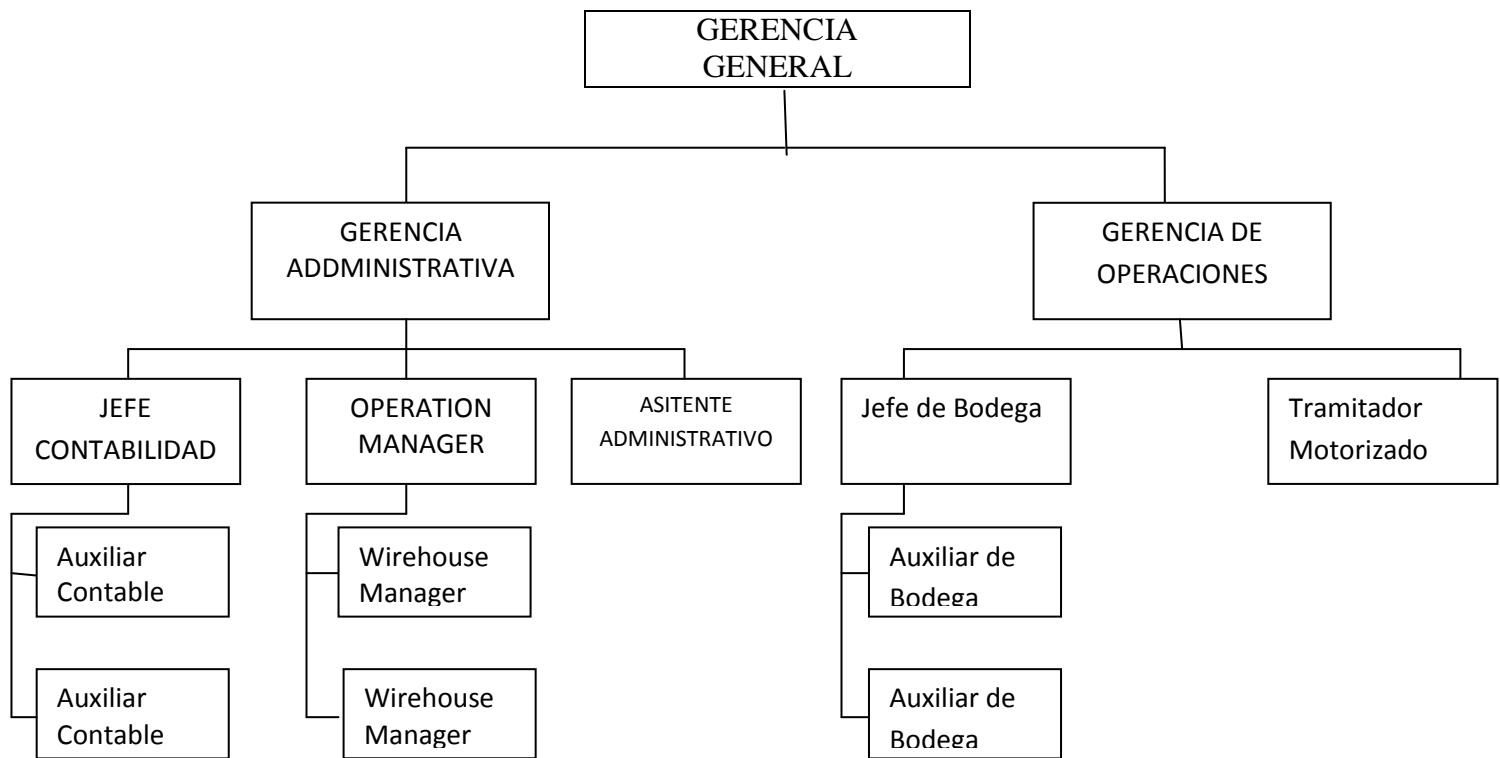 GERENCIA
GENERAL
GERENCIA
ADDMINISTRATIVA
GERENCIA DE
OPERACIONES
JEFE
CONTABILIDAD
OPERATION
MANAGER
ASITENTE
ADMINISTRATIVO
Jefe de Bodega
Tramitador
Motorizado
Auxiliar
Contable
Wirehouse
Manager
Auxiliar de
Bodega
Auxiliar
Contable
Wirehouse
Manager
Auxiliar de
Bodega